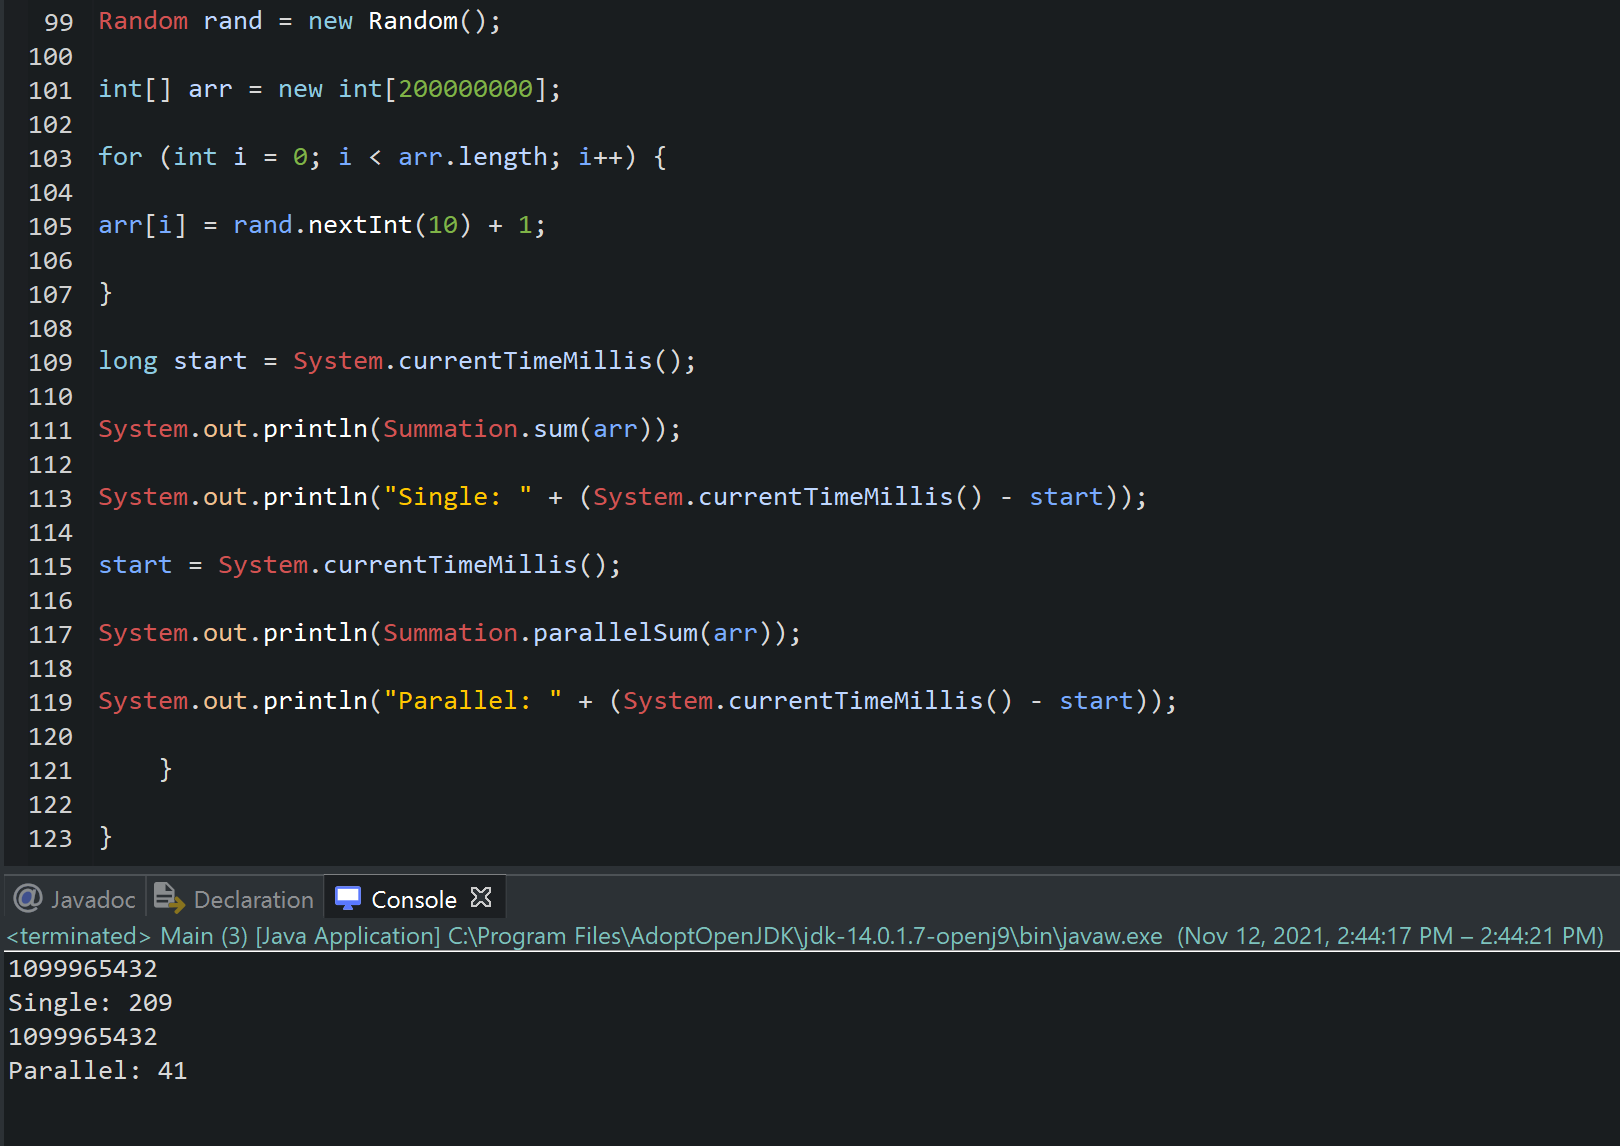 99 Random rand = new Random();
100
101 int[] arr = new int[200000000];
102
103 for (int i = 0; i < arr.length; i++) {
104
105 arr[i] = rand.nextInt(10) + 1;
106
107 }
108
109 long start = System.currentTimeMillis();
110
111 System.out.println(Summation.sum(arr));
112
113 System.out.println("Single: " + (System.currentTimeMillis() - start));
114
115 start = System.currentTimeMillis();
116
117 System.out.println(Summation.parallelSum(arr));
118
119 System.out.println("Parallel: " + (System.currentTimeMillis() - start));
120
121     }
122
123 }
@ Javadoc Declaration Console
<terminated> Main (3) [Java Application] C:\Program Files\AdoptOpenJDK\jdk-14.0.1.7-openj9\bin\javaw.exe (Nov 12, 2021, 2:44:17 PM – 2:44:21 PM)
1099965432
Single: 209
1099965432
Parallel: 41